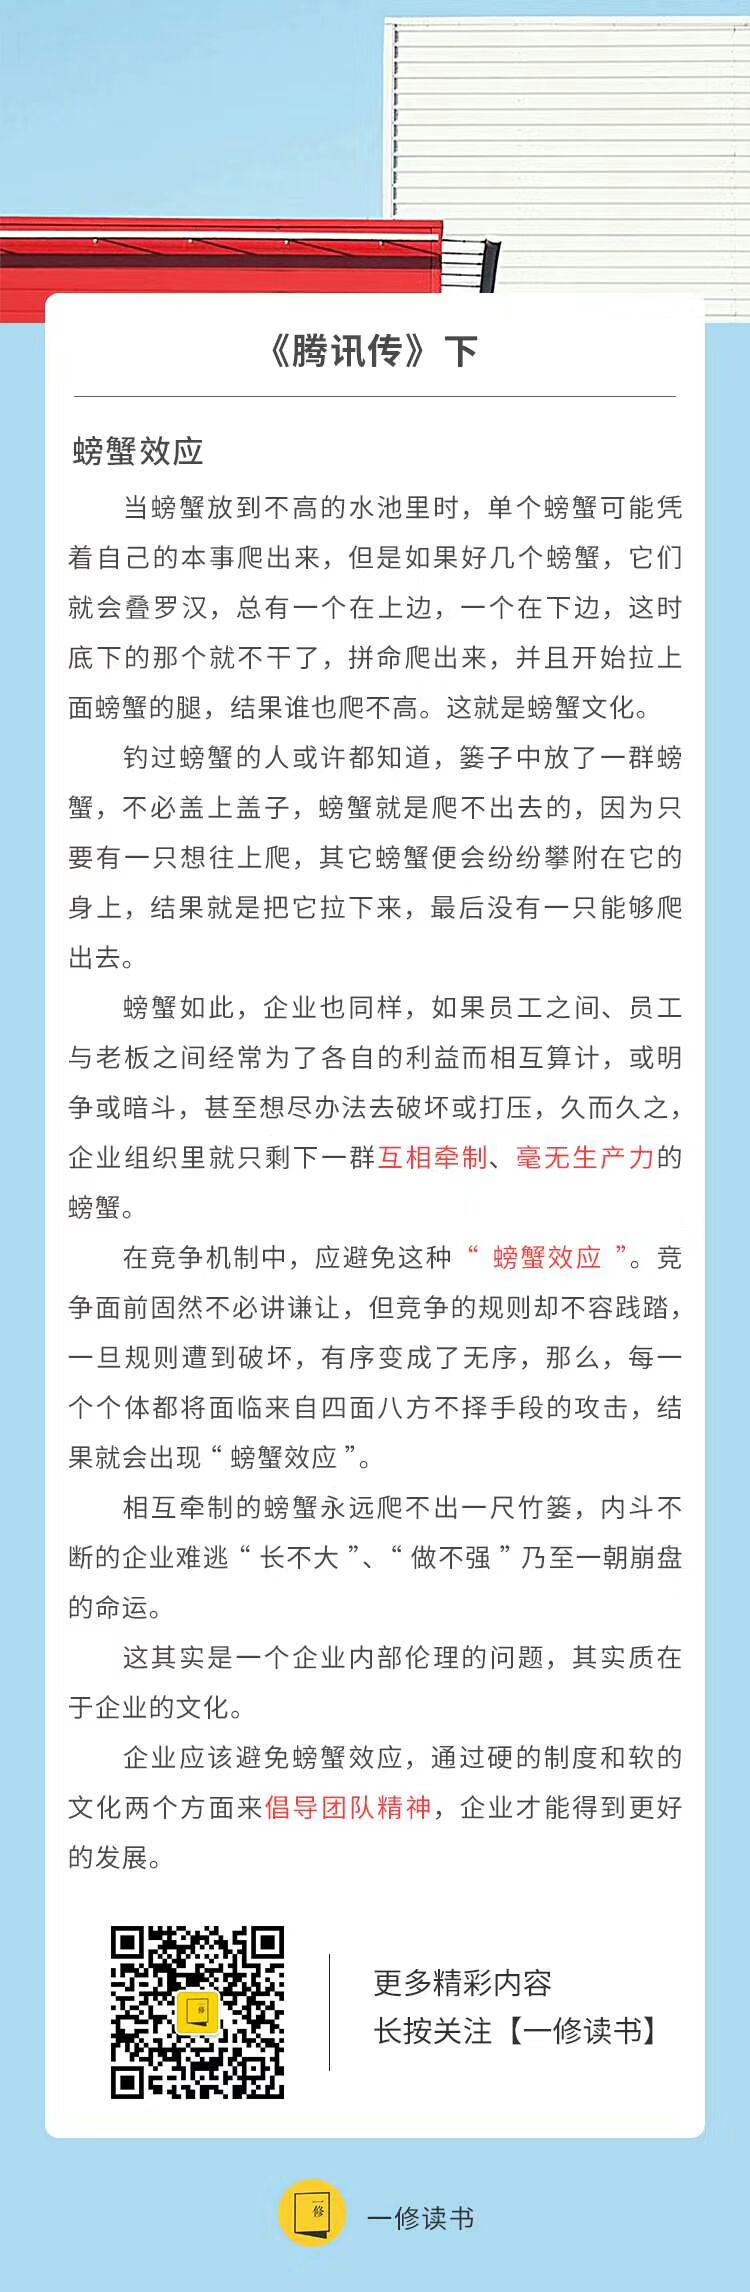 《腾讯传》下
螃蟹效应
当螃蟹放到不高的水池里时，单个螃蟹可能凭
着自己的本事爬出来，但是如果好几个螃蟹，它们
就会叠罗汉，总有一个在上边，一个在下边，这时
底下的那个就不干了，拼命爬出来，并且开始拉上
面螃蟹的腿，结果谁也爬不高。这就是螃蟹文化。
钓过螃蟹的人或许都知道，篓子中放了一群螃
蟹，不必盖上盖子，螃蟹就是爬不出去的，因为只
要有一只想往上爬，其它螃蟹便会纷纷攀附在它的
身上，结果就是把它拉下来，最后没有一只能够爬
出去。
螃蟹如此，企业也同样，如果员工之间、员工
与老板之间经常为了各自的利益而相互算计，或明
争或暗斗，甚至想尽办法去破坏或打压，久而久之，
企业组织里就只剩下一群互相牵制、毫无生产力的
螃蟹。
在竞争机制中，应避免这种“螃蟹效应”。竞
争面前固然不必讲谦让，但竞争的规则却不容践踏，
一旦规则遭到破坏，有序变成了无序，那么，每一
个个体都将面临来自四面八方不择手段的攻击，结
果就会出现“螃蟹效应”。
相互牵制的螃蟹永远爬不出一尺竹篓，内斗不
断的企业难逃“长不大”、“做不强”乃至一朝崩盘
的命运。
这其实是一个企业内部伦理的问题，其实质在
于企业的文化。
企业应该避免螃蟹效应，通过硬的制度和软的
文化两个方面来倡导团队精神，企业才能得到更好
的发展。
一修
更多精彩内容
长按关注【一修读书】
一修
一修读书